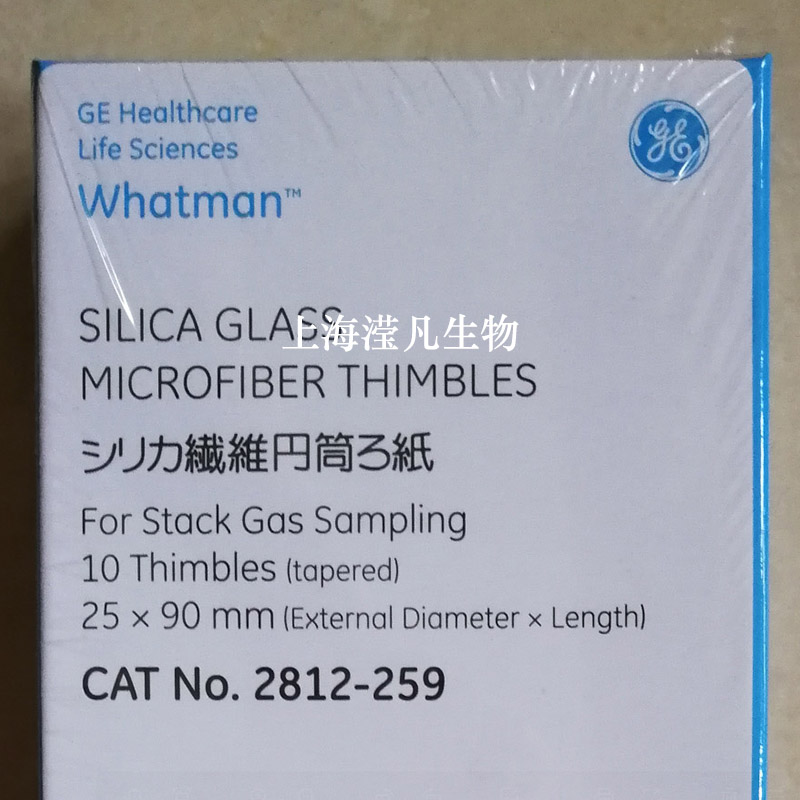 GE Healthcare
Life Sciences
Whatman™
GE
SILICA GLASS
上海滢凡生物
MICROFIBER THIMBLES
シリカ繊維円筒ろ紙
For Stack Gas Sampling
10 Thimbles (tapered)
25 × 90 mm (External Diameter × Length)
CAT No. 2812-259